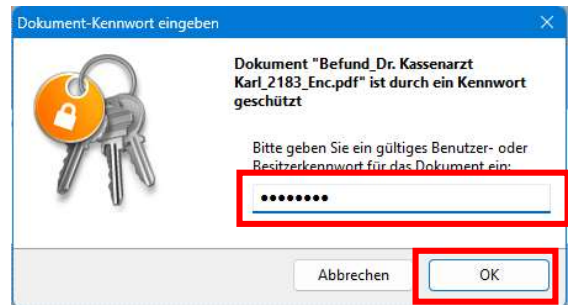 Dokument-Kennwort eingeben
Dokument "Befund_Dr. Kassenarzt
Karl_2183_Enc.pdf" ist durch ein Kennwort
geschützt
Bitte geben Sie ein gültiges Benutzer- oder
Besitzerkennwort für das Dokument ein:
••••••••
Abbrechen
OK